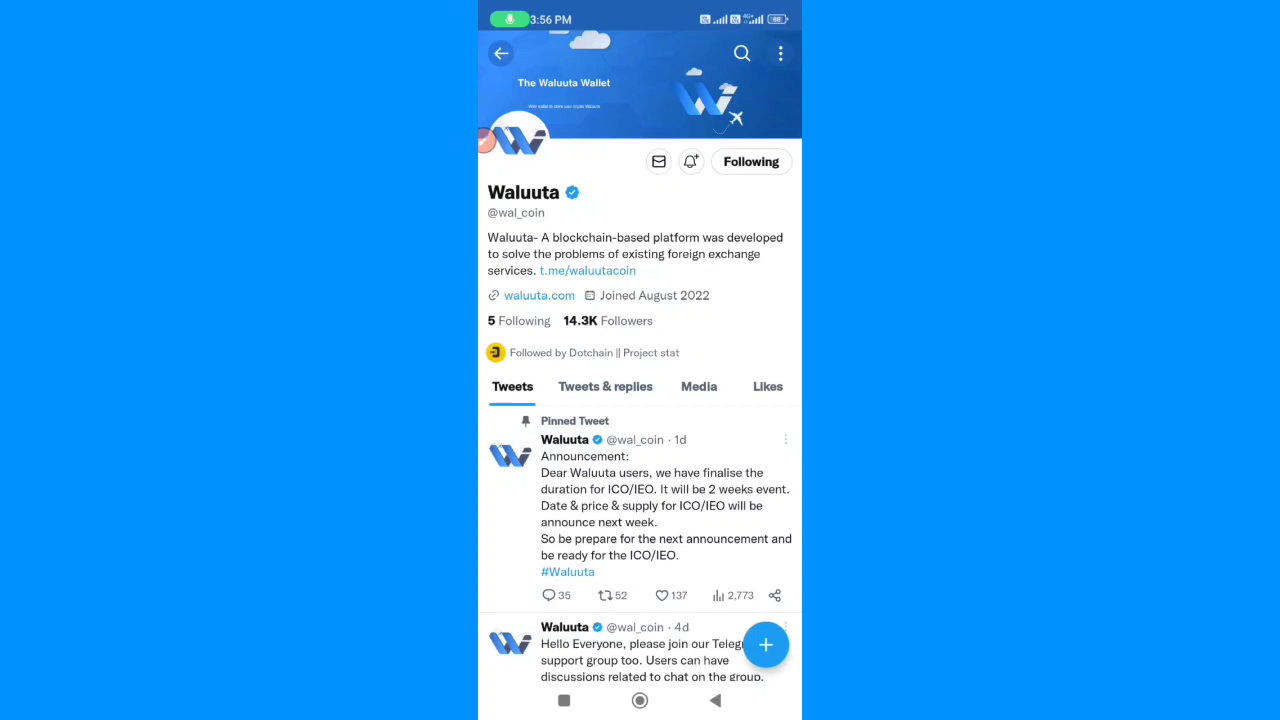 3:56 PM
4G+
88
The Waluuta Wallet
Following
Waluuta
@wal_coin
Waluuta- A blockchain-based platform was developed
to solve the problems of existing foreign exchange
services. t.me/waluutacoin
waluuta.com Joined August 2022
5 Following 14.3K Followers
Followed by Dotchain || Project stat
Tweets Tweets & replies Media Likes
Pinned Tweet
Waluuta @wal_coin · 1d
Announcement:
Dear Waluuta users, we have finalise the
duration for ICO/IEO. It will be 2 weeks event.
Date & price & supply for ICO/IEO will be
announce next week.
So be prepare for the next announcement and
be ready for the ICO/IEO.
#Waluuta
35 52 137 2,773
Waluuta @wal_coin · 4d
Hello Everyone, please join our Teleg
support group too. Users can have
discussions related to chat on the group.